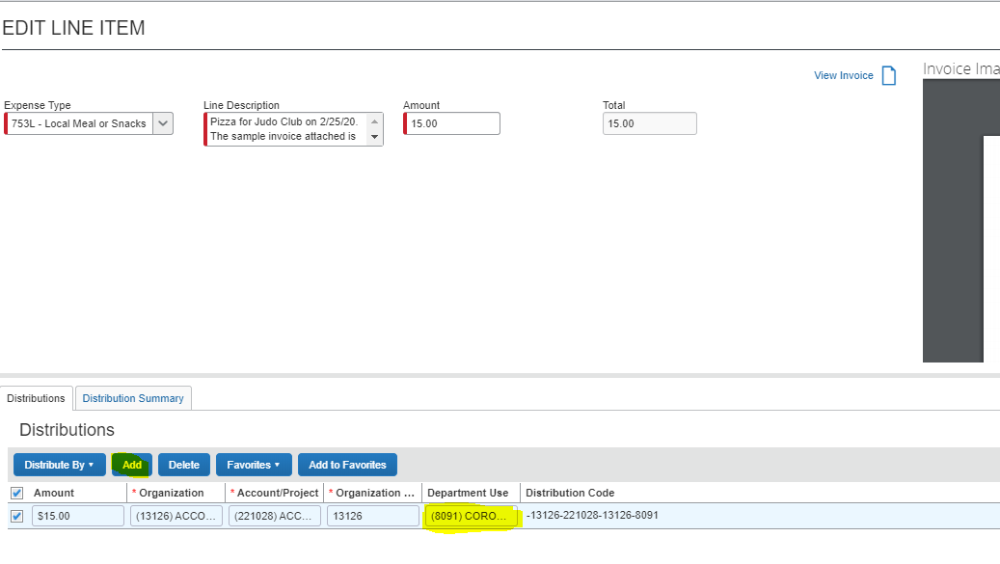 EDIT LINE ITEM
View Invoice
Invoice Ima
Expense Type
Line Description
Amount
Total
753L - Local Meal or Snacks
Pizza for Judo Club on 2/25/20.
The sample invoice attached is
15.00
15.00
Distributions
Distribution Summary
Distributions
Distribute By
Add
Delete
Favorites
Add to Favorites
Amount * Organization * Account/Project * Organization ... Department Use Distribution Code
$15.00 (13126) ACCO... (221028) ACC... 13126 (8091) CORO... -13126-221028-13126-8091